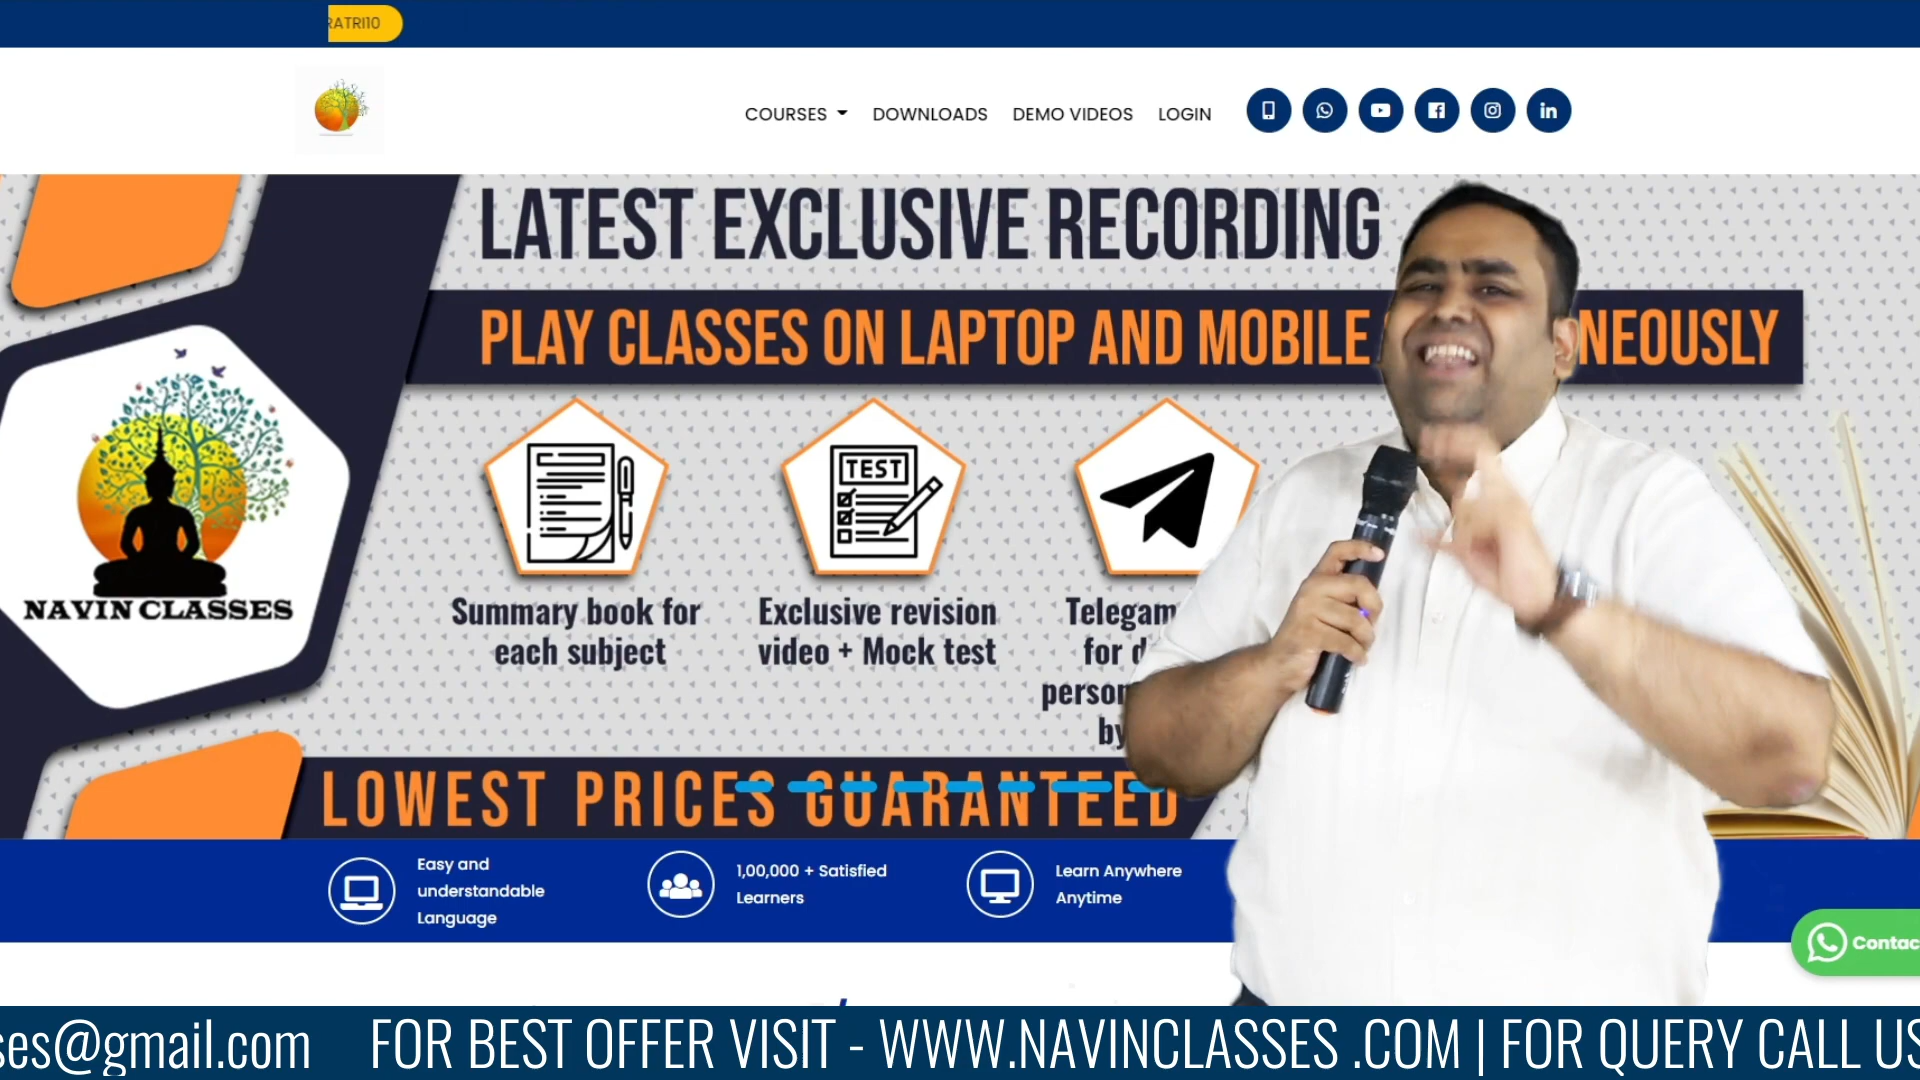 RATRI10
COURSES DOWNLOADS DEMO VIDEOS LOGIN
LATEST EXCLUSIVE RECORDING
PLAY CLASSES ON LAPTOP AND MOBILE NEOUSLY
TEST
NAVIN CLASSES
Summary book for
each subject
Exclusive revision
video + Mock test
Telegam
for d
person
by
LOWEST PRICES GUARANTEED
Easy and
understandable
Language
1,00,000 + Satisfied
Learners
Learn Anywhere
Anytime
Contac
ses@gmail.com FOR BEST OFFER VISIT - WWW.NAVINCLASSES .COM | FOR QUERY CALL US